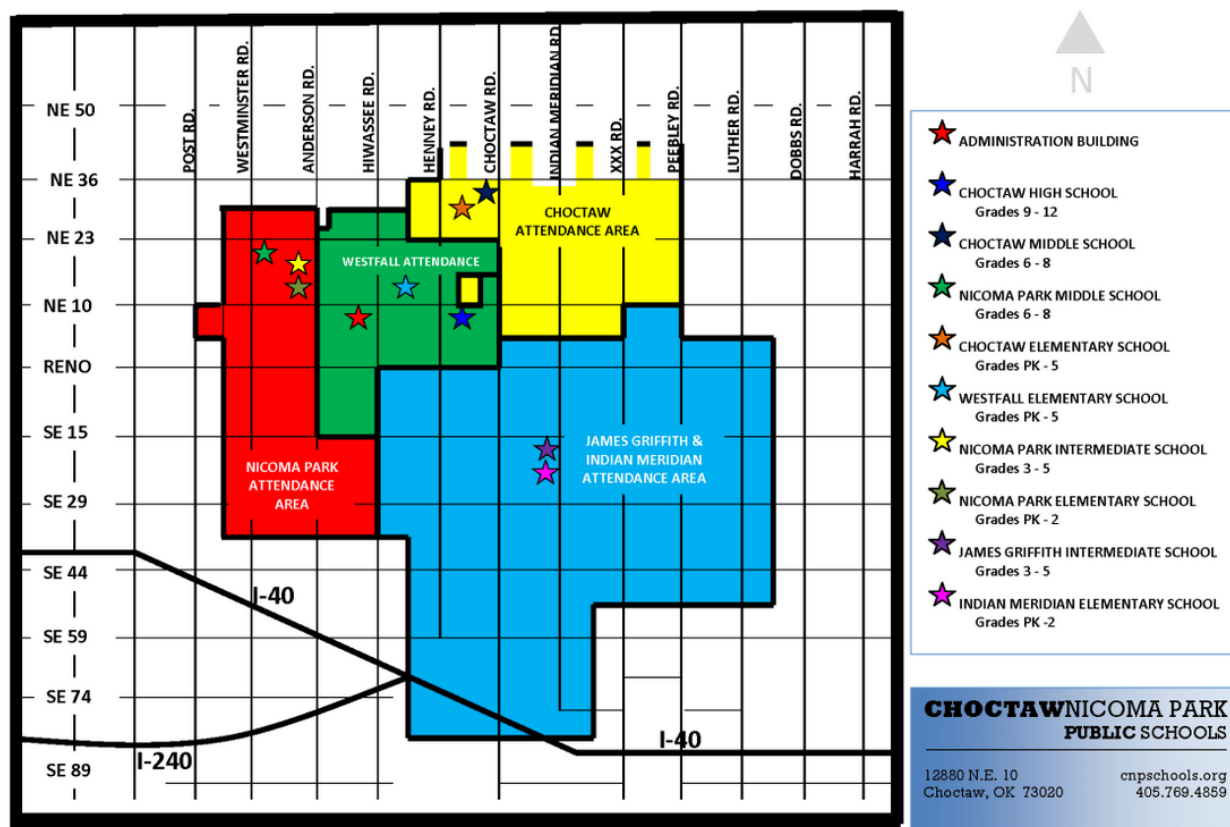 POST RD.
WESTMINSTER RD.
ANDERSON RD.
HIWASSEE RD.
HENNEY RD.
CHOCTAW RD.
INDIAN MERIDIAN RD
XXX RD.
PEEBLEY RD.
LUTHER RD.
DOBBS RD.
HARRAH RD.
NE 50
NE 36
NE 23
NE 10
RENO
SE 15
SE 29
SE 44
SE 59
SE 74
SE 89
CHOCTAW
ATTENDANCE AREA
WESTFALL ATTENDANCE
NICOMA PARK
ATTENDANCE
AREA
JAMES GRIFFITH &
INDIAN MERIDIAN
ATTENDANCE AREA
I-40
I-240
I-40
N
ADMINISTRATION BUILDING
CHOCTAW HIGH SCHOOL
Grades 9 - 12
CHOCTAW MIDDLE SCHOOL
Grades 6 - 8
NICOMA PARK MIDDLE SCHOOL
Grades 6 - 8
CHOCTAW ELEMENTARY SCHOOL
Grades PK - 5
WESTFALL ELEMENTARY SCHOOL
Grades PK - 5
NICOMA PARK INTERMEDIATE SCHOOL
Grades 3 - 5
NICOMA PARK ELEMENTARY SCHOOL
Grades PK - 2
JAMES GRIFFITH INTERMEDIATE SCHOOL
Grades 3 - 5
INDIAN MERIDIAN ELEMENTARY SCHOOL
Grades PK -2
CHOCTAWNICOMA PARK
PUBLIC SCHOOLS
12880 N.E. 10 cnpschools.org
Choctaw, OK 73020 405.769.4859